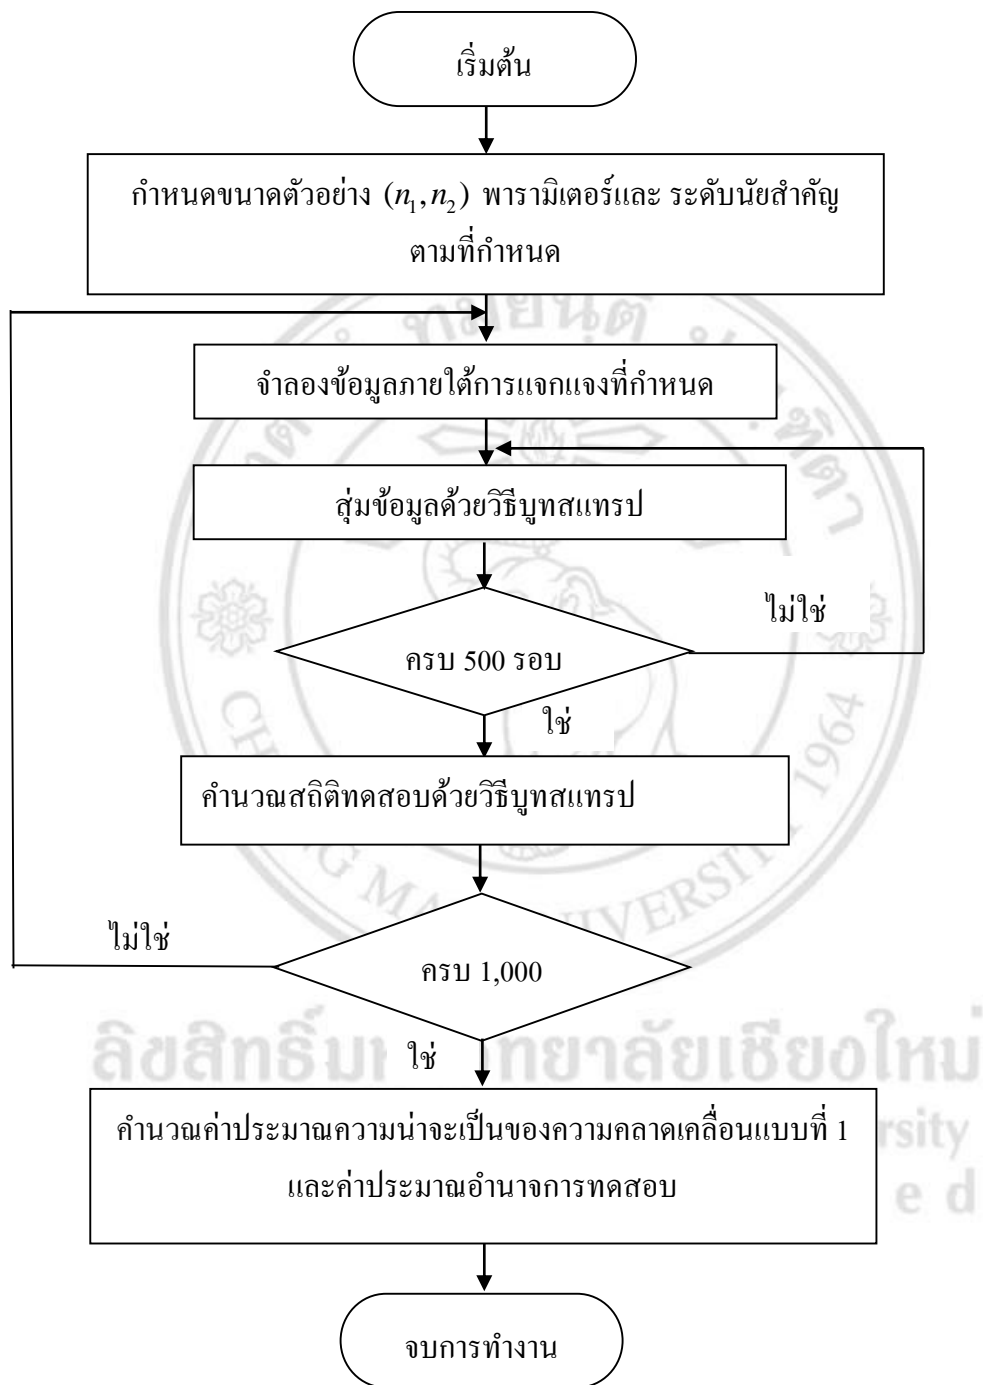 เริ่มต้น
กำหนดขนาดตัวอย่าง (n₁,n₂) พารามิเตอร์และ ระดับนัยสำคัญ
ตามที่กำหนด
จำลองข้อมูลภายใต้การแจกแจงที่กำหนด
สุ่มข้อมูลด้วยวิธีบูทสแทรป
ไม่ใช่
ครบ 500 รอบ
ใช่
คำนวณสถิติทดสอบด้วยวิธีบูทสแทรป
ไม่ใช่
ครบ 1,000
ใช่
คำนวณค่าประมาณความน่าจะเป็นของความคลาดเคลื่อนแบบที่ 1
และค่าประมาณอำนาจการทดสอบ
จบการทำงาน
1964